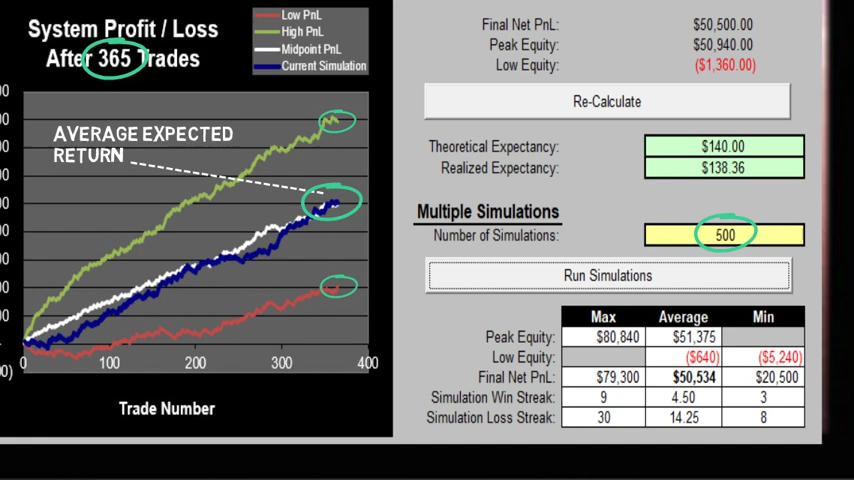 System Profit / Loss
After 365 Trades
Low PnL
High PnL
Midpoint PnL
Current Simulation
AVERAGE EXPECTED
RETURN
0 100 200 300 400
Trade Number
Final Net PnL: $50,500.00
Peak Equity: $50,940.00
Low Equity: ($1,360.00)
Re-Calculate
Theoretical Expectancy: $140.00
Realized Expectancy: $138.36
Multiple Simulations
Number of Simulations: 500
Run Simulations
Max Average Min
Peak Equity: $80,840 $51,375
Low Equity: ($640) ($5,240)
Final Net PnL: $79,300 $50,534 $20,500
Simulation Win Streak: 9 4.50 3
Simulation Loss Streak: 30 14.25 8